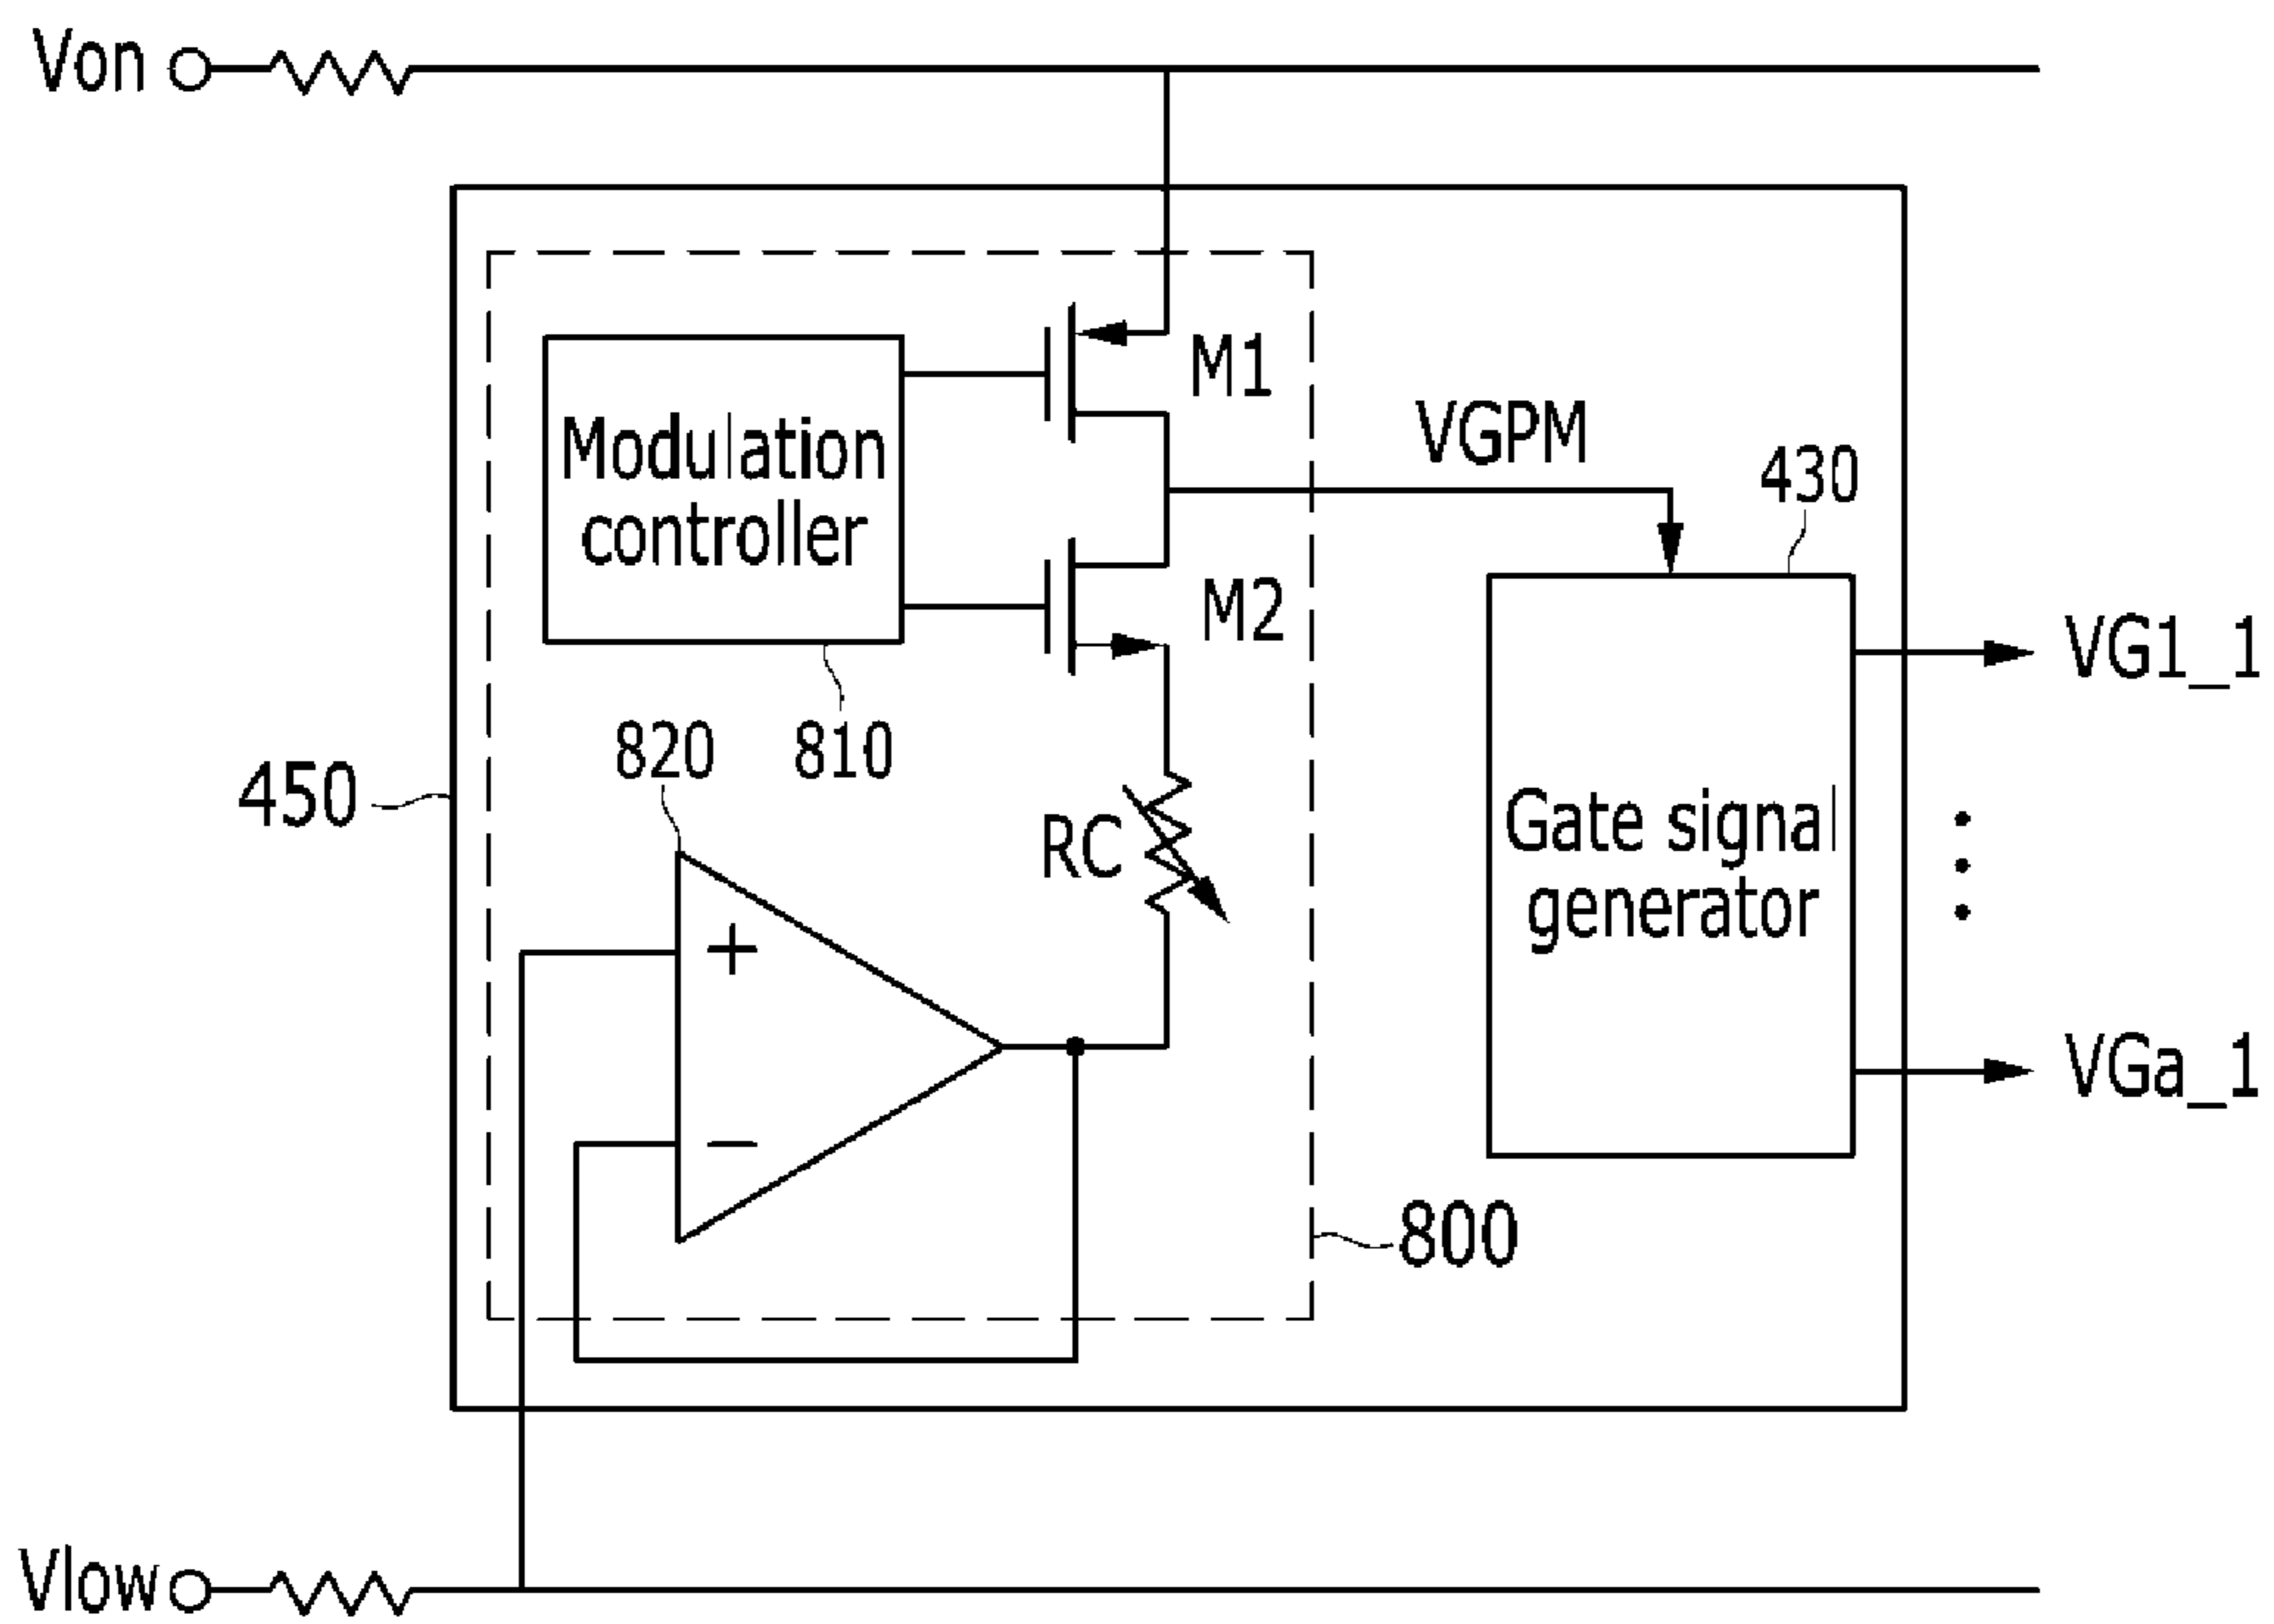 Von
M1
Modulation
controller
VGPM
430
M2
VG1_1
820
810
450
RC
Gate signal
generator
+
−
VGa_1
800
Vlow